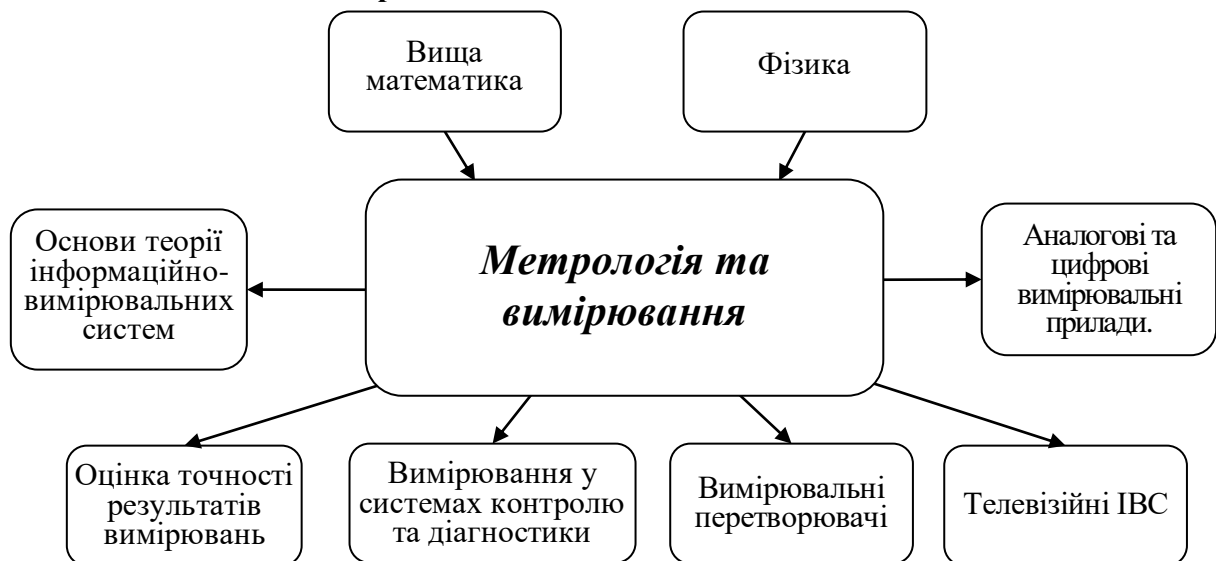 Вища
математика
Фізика
Метрологія та
вимірювання
Основи теорії
інформаційно-
вимірювальних
систем
Аналогові та
цифрові
вимірювальні
прилади.
Оцінка точності
результатів
вимірювань
Вимірювання у
системах контролю
та діагностики
Вимірювальні
перетворювачі
Телевізійні ІВС